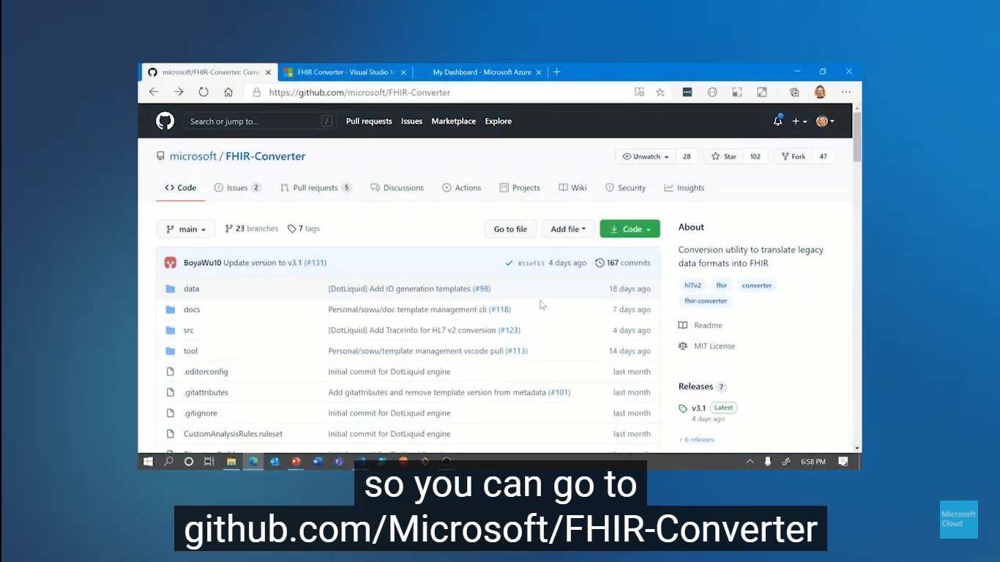 microsoft/FHIR-Converter: Conv
FHIR Converter - Visual Studio M
My Dashboard - Microsoft Azure
https://github.com/microsoft/FHIR-Converter
Search or jump to...
/
Pull requests
Issues
Marketplace
Explore
microsoft / FHIR-Converter
Unwatch
28
Star
102
Fork
47
Code
Issues 2
Pull requests 5
Discussions
Actions
Projects
Wiki
Security
Insights
main
23 branches
7 tags
Go to file
Add file
Code
BoyaWu10 Update version to v3.1 (#131)
851ef13 4 days ago
167 commits
data
[DotLiquid] Add ID generation templates (#98)
18 days ago
docs
Personal/sowu/doc template management cli (#118)
7 days ago
src
[DotLiquid] Add TraceInfo for HL7 v2 conversion (#123)
4 days ago
tool
Personal/sowu/template management vscode pull (#113)
14 days ago
.editorconfig
Initial commit for DotLiquid engine
last month
.gitattributes
Add gitattributes and remove template version from metadata (#101)
last month
.gitignore
Initial commit for DotLiquid engine
last month
CustomAnalysisRules.ruleset
Initial commit for DotLiquid engine
last month
About
Conversion utility to translate legacy
data formats into FHIR
hl7v2
fhir
converter
fhir-converter
Readme
MIT License
Releases 7
v3.1 Latest
4 days ago
+ 6 releases
6:58 PM
so you can go to
github.com/Microsoft/FHIR-Converter
Microsoft
Cloud